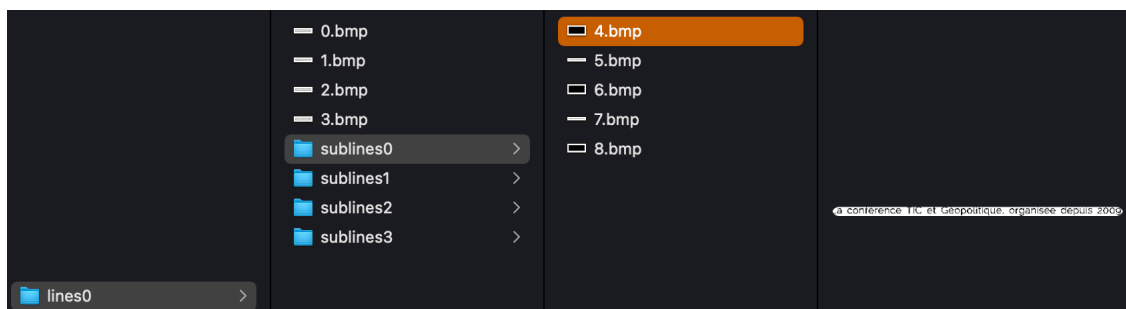 0.bmp
1.bmp
2.bmp
3.bmp
sublines0
sublines1
sublines2
sublines3
lines0
4.bmp
5.bmp
6.bmp
7.bmp
8.bmp
a conférence TIC et Géopolitique, organisée depuis 2009